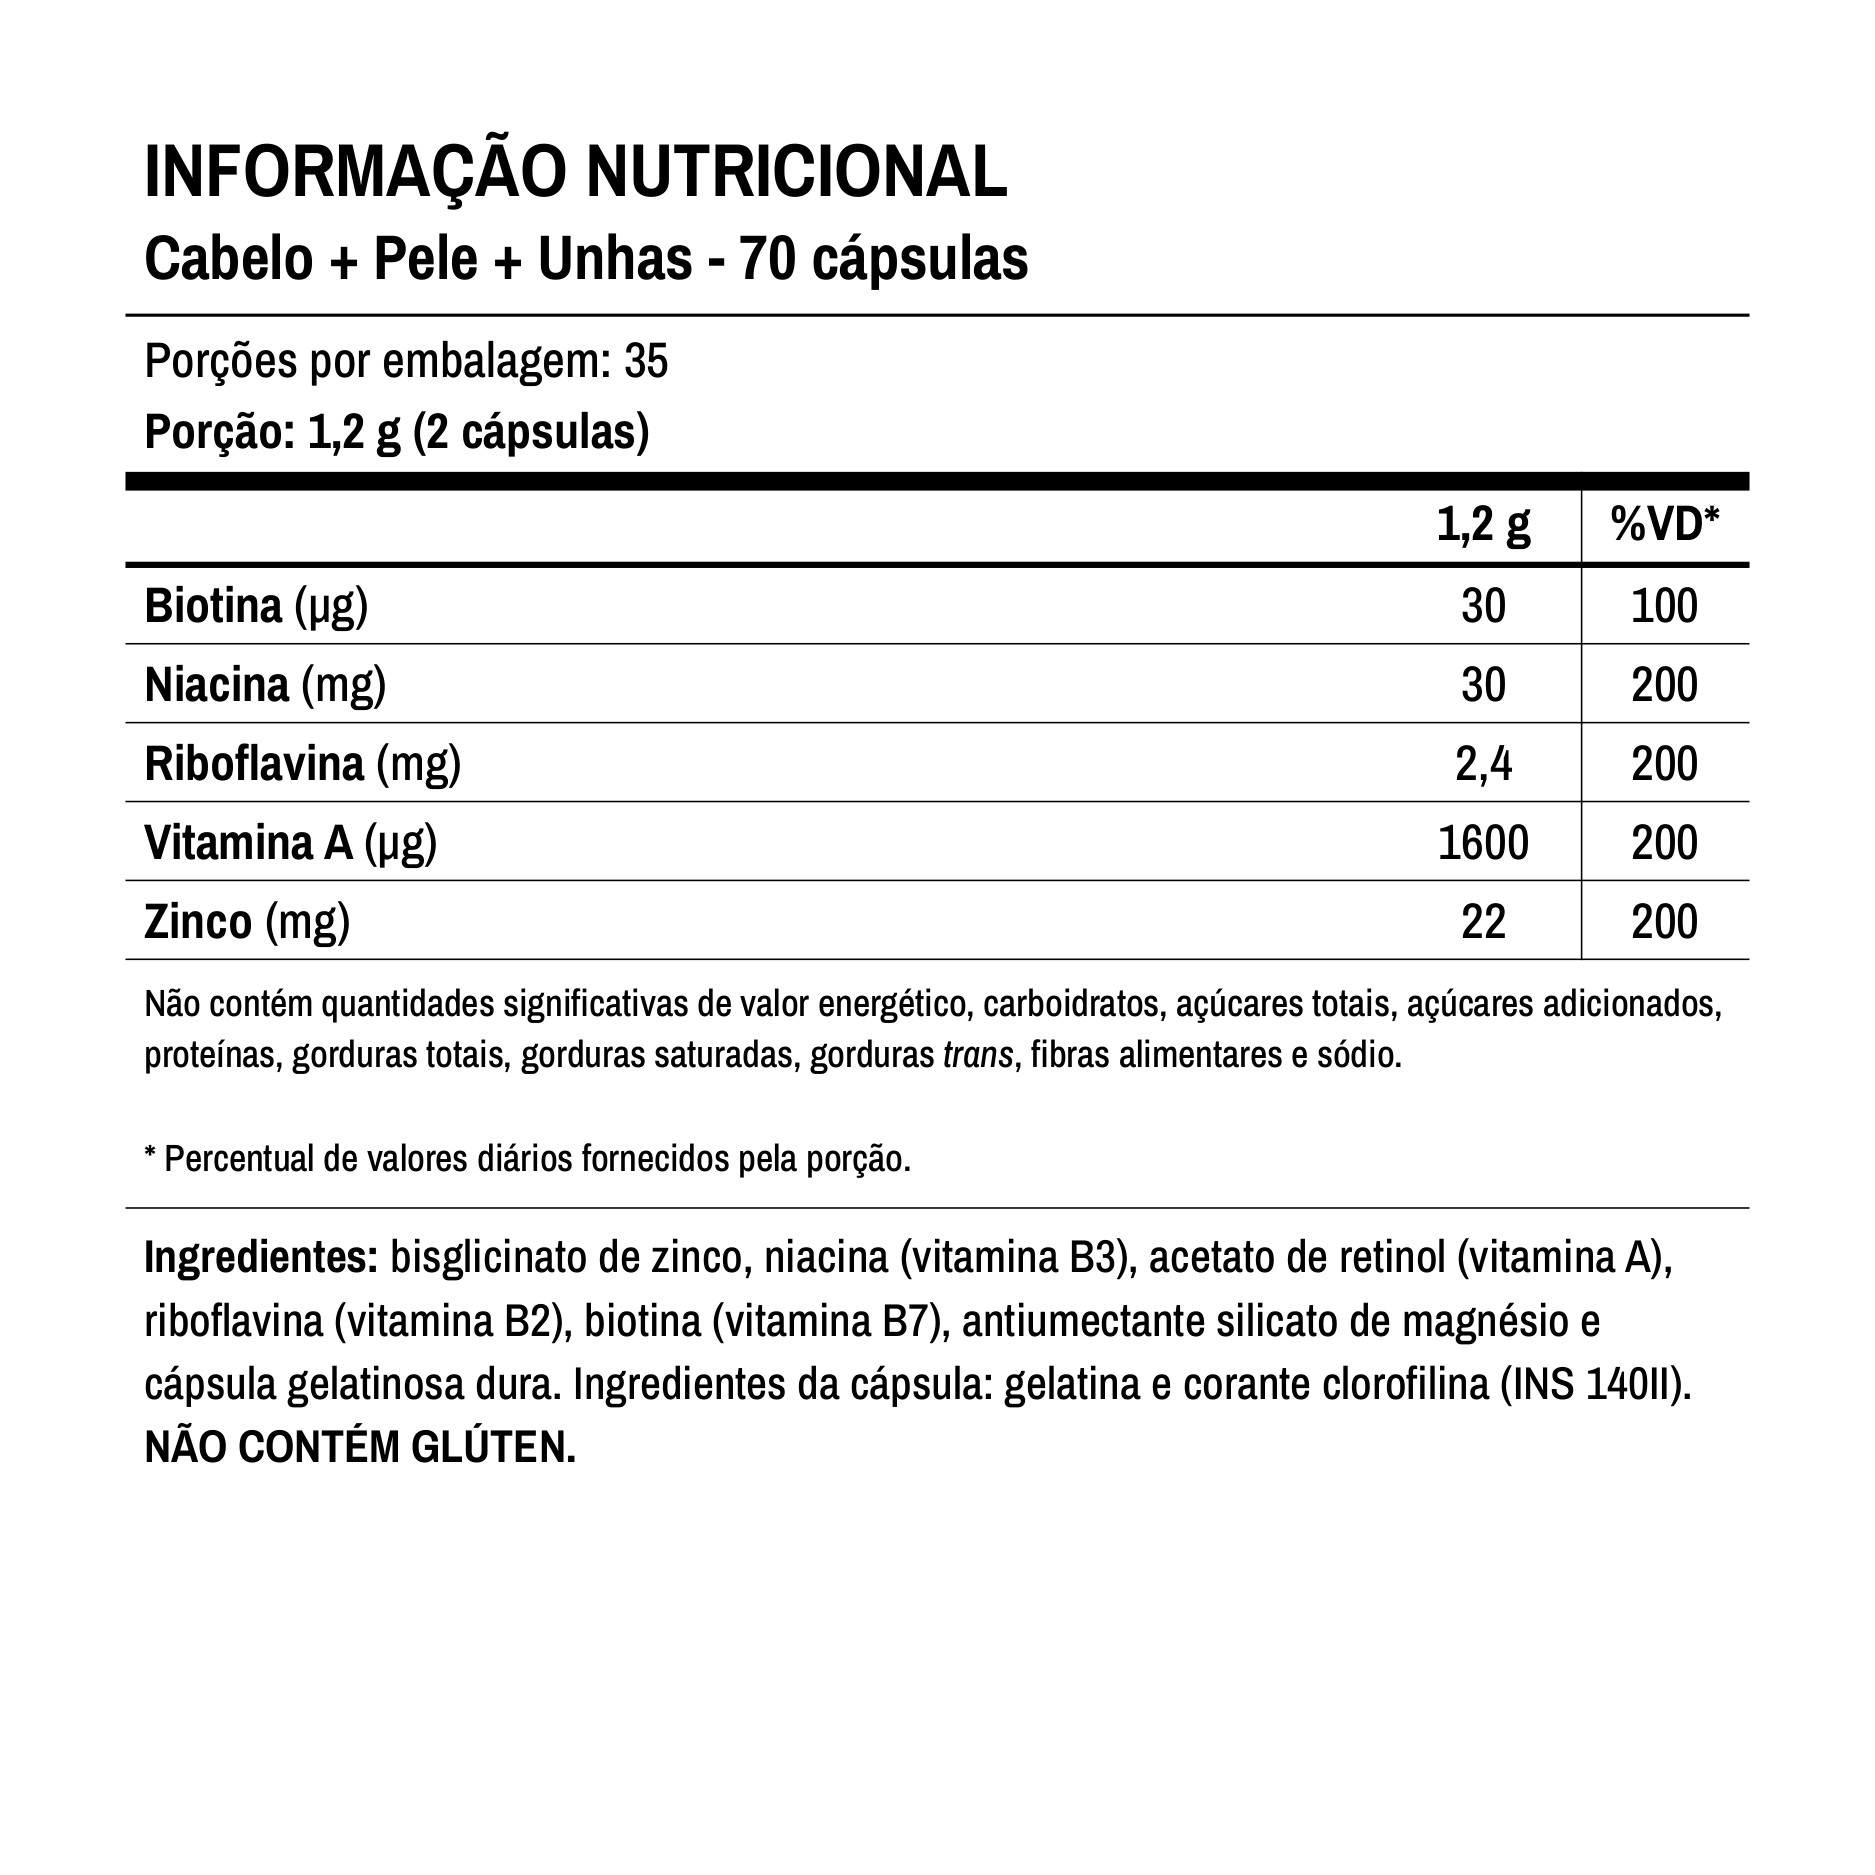 INFORMAÇÃO NUTRICIONAL
Cabelo + Pele + Unhas - 70 cápsulas
Porções por embalagem: 35
Porção: 1,2 g (2 cápsulas)
1,2 g %VD*
Biotina (µg) 30 100
Niacina (mg) 30 200
Riboflavina (mg) 2,4 200
Vitamina A (µg) 1600 200
Zinco (mg) 22 200
Não contém quantidades significativas de valor energético, carboidratos, açúcares totais, açúcares adicionados,
proteínas, gorduras totais, gorduras saturadas, gorduras trans, fibras alimentares e sódio.
* Percentual de valores diários fornecidos pela porção.
Ingredientes: bisglicinato de zinco, niacina (vitamina B3), acetato de retinol (vitamina A),
riboflavina (vitamina B2), biotina (vitamina B7), antiumectante silicato de magnésio e
cápsula gelatinosa dura. Ingredientes da cápsula: gelatina e corante clorofilina (INS 140II).
NÃO CONTÉM GLÚTEN.